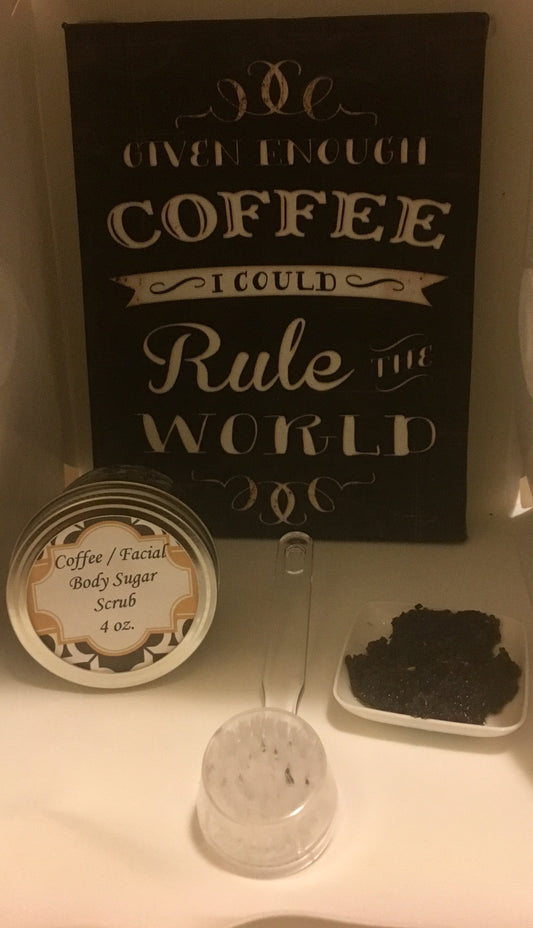 GIVEN ENOUGH
COFFEE
I COULD
Rule THE
WORLD
Coffee / Facial
Body Sugar
Scrub
4 oz.